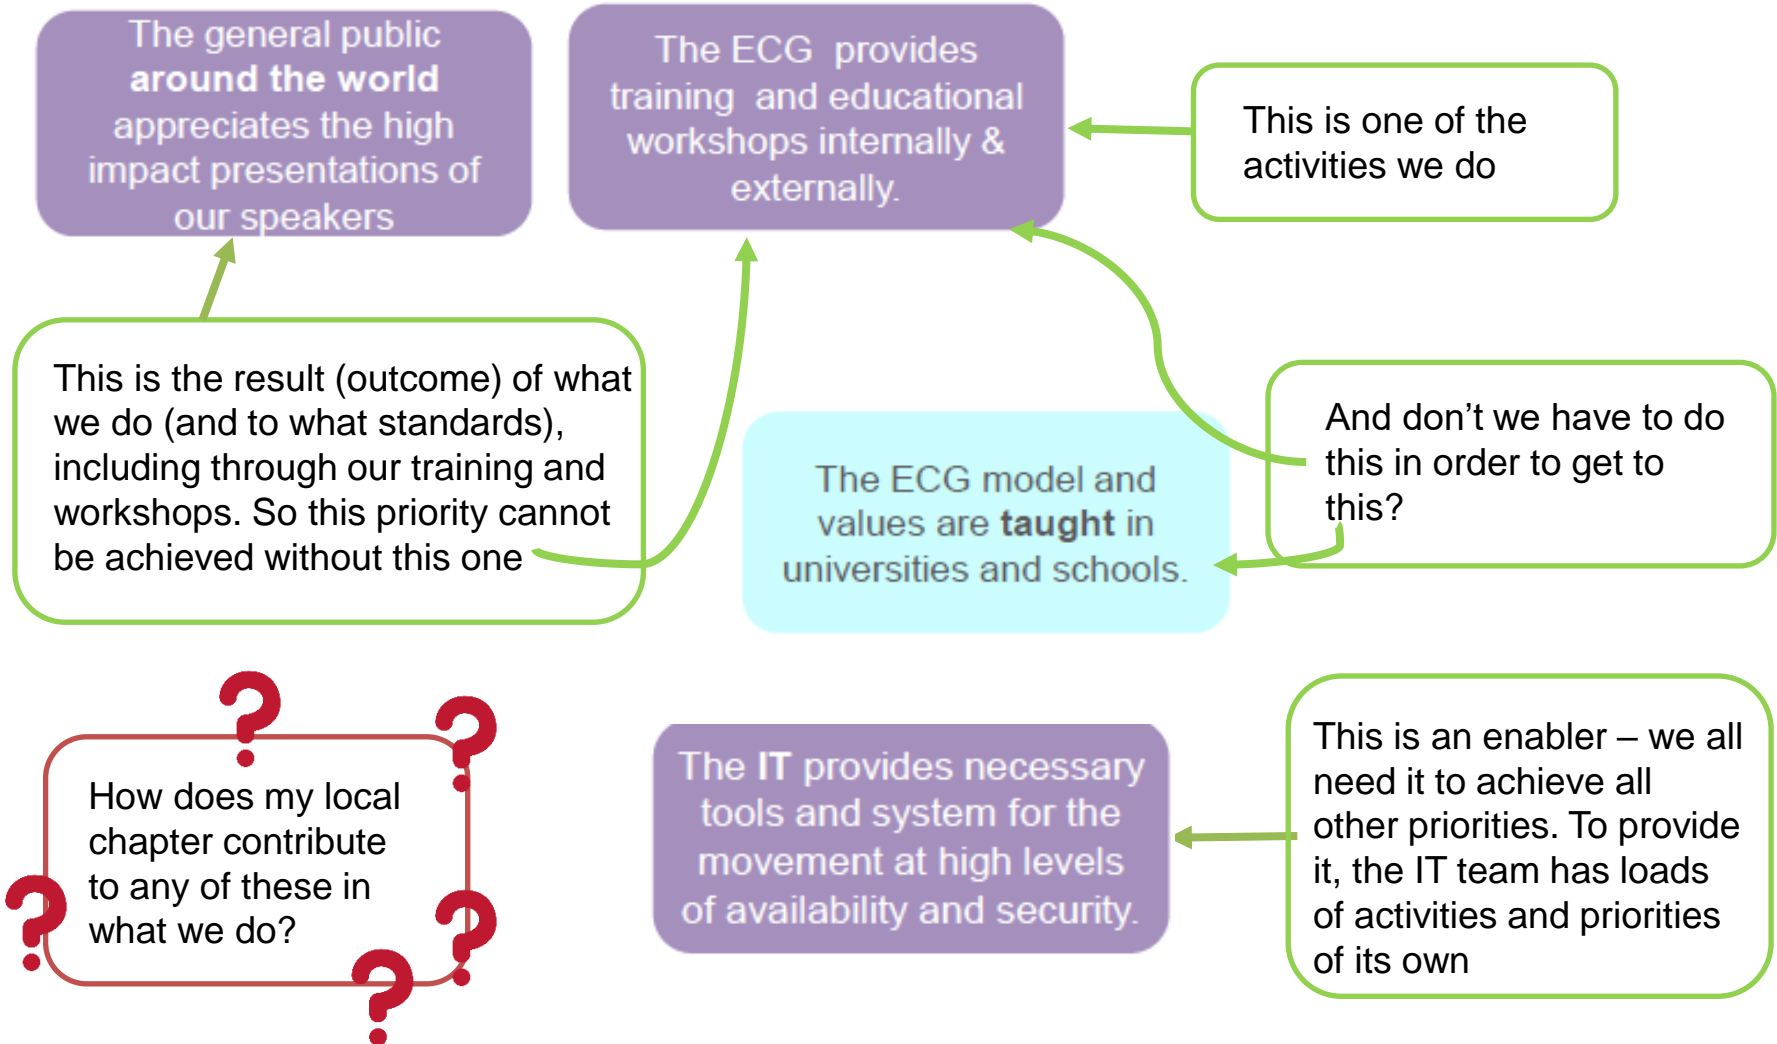 The general public
around the world
appreciates the high
impact presentations of
our speakers
The ECG provides
training and educational
workshops internally &
externally.
This is one of the
activities we do
This is the result (outcome) of what
we do (and to what standards),
including through our training and
workshops. So this priority cannot
be achieved without this one
The ECG model and
values are taught in
universities and schools.
And don’t we have to do
this in order to get to
this?
How does my local
chapter contribute
to any of these in
what we do?
?
?
?
?
?
The IT provides necessary
tools and system for the
movement at high levels
of availability and security.
This is an enabler – we all
need it to achieve all
other priorities. To provide
it, the IT team has loads
of activities and priorities
of its own